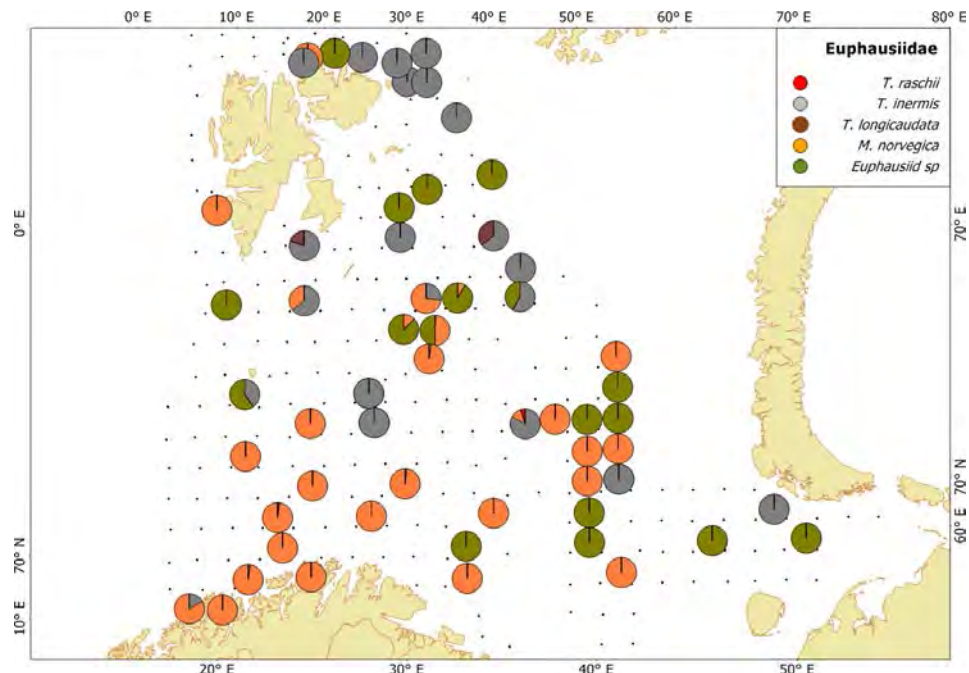 0° E 10° E 20° E 30° E 40° E 50° E 60° E 70° E 80° E
Euphausiidae
T. raschii
T. inermis
T. longicaudata
M. norvegica
Euphausiid sp
0° E
70° E
70° N
60° E
70° N
10° E
20° E 30° E 40° E 50° E